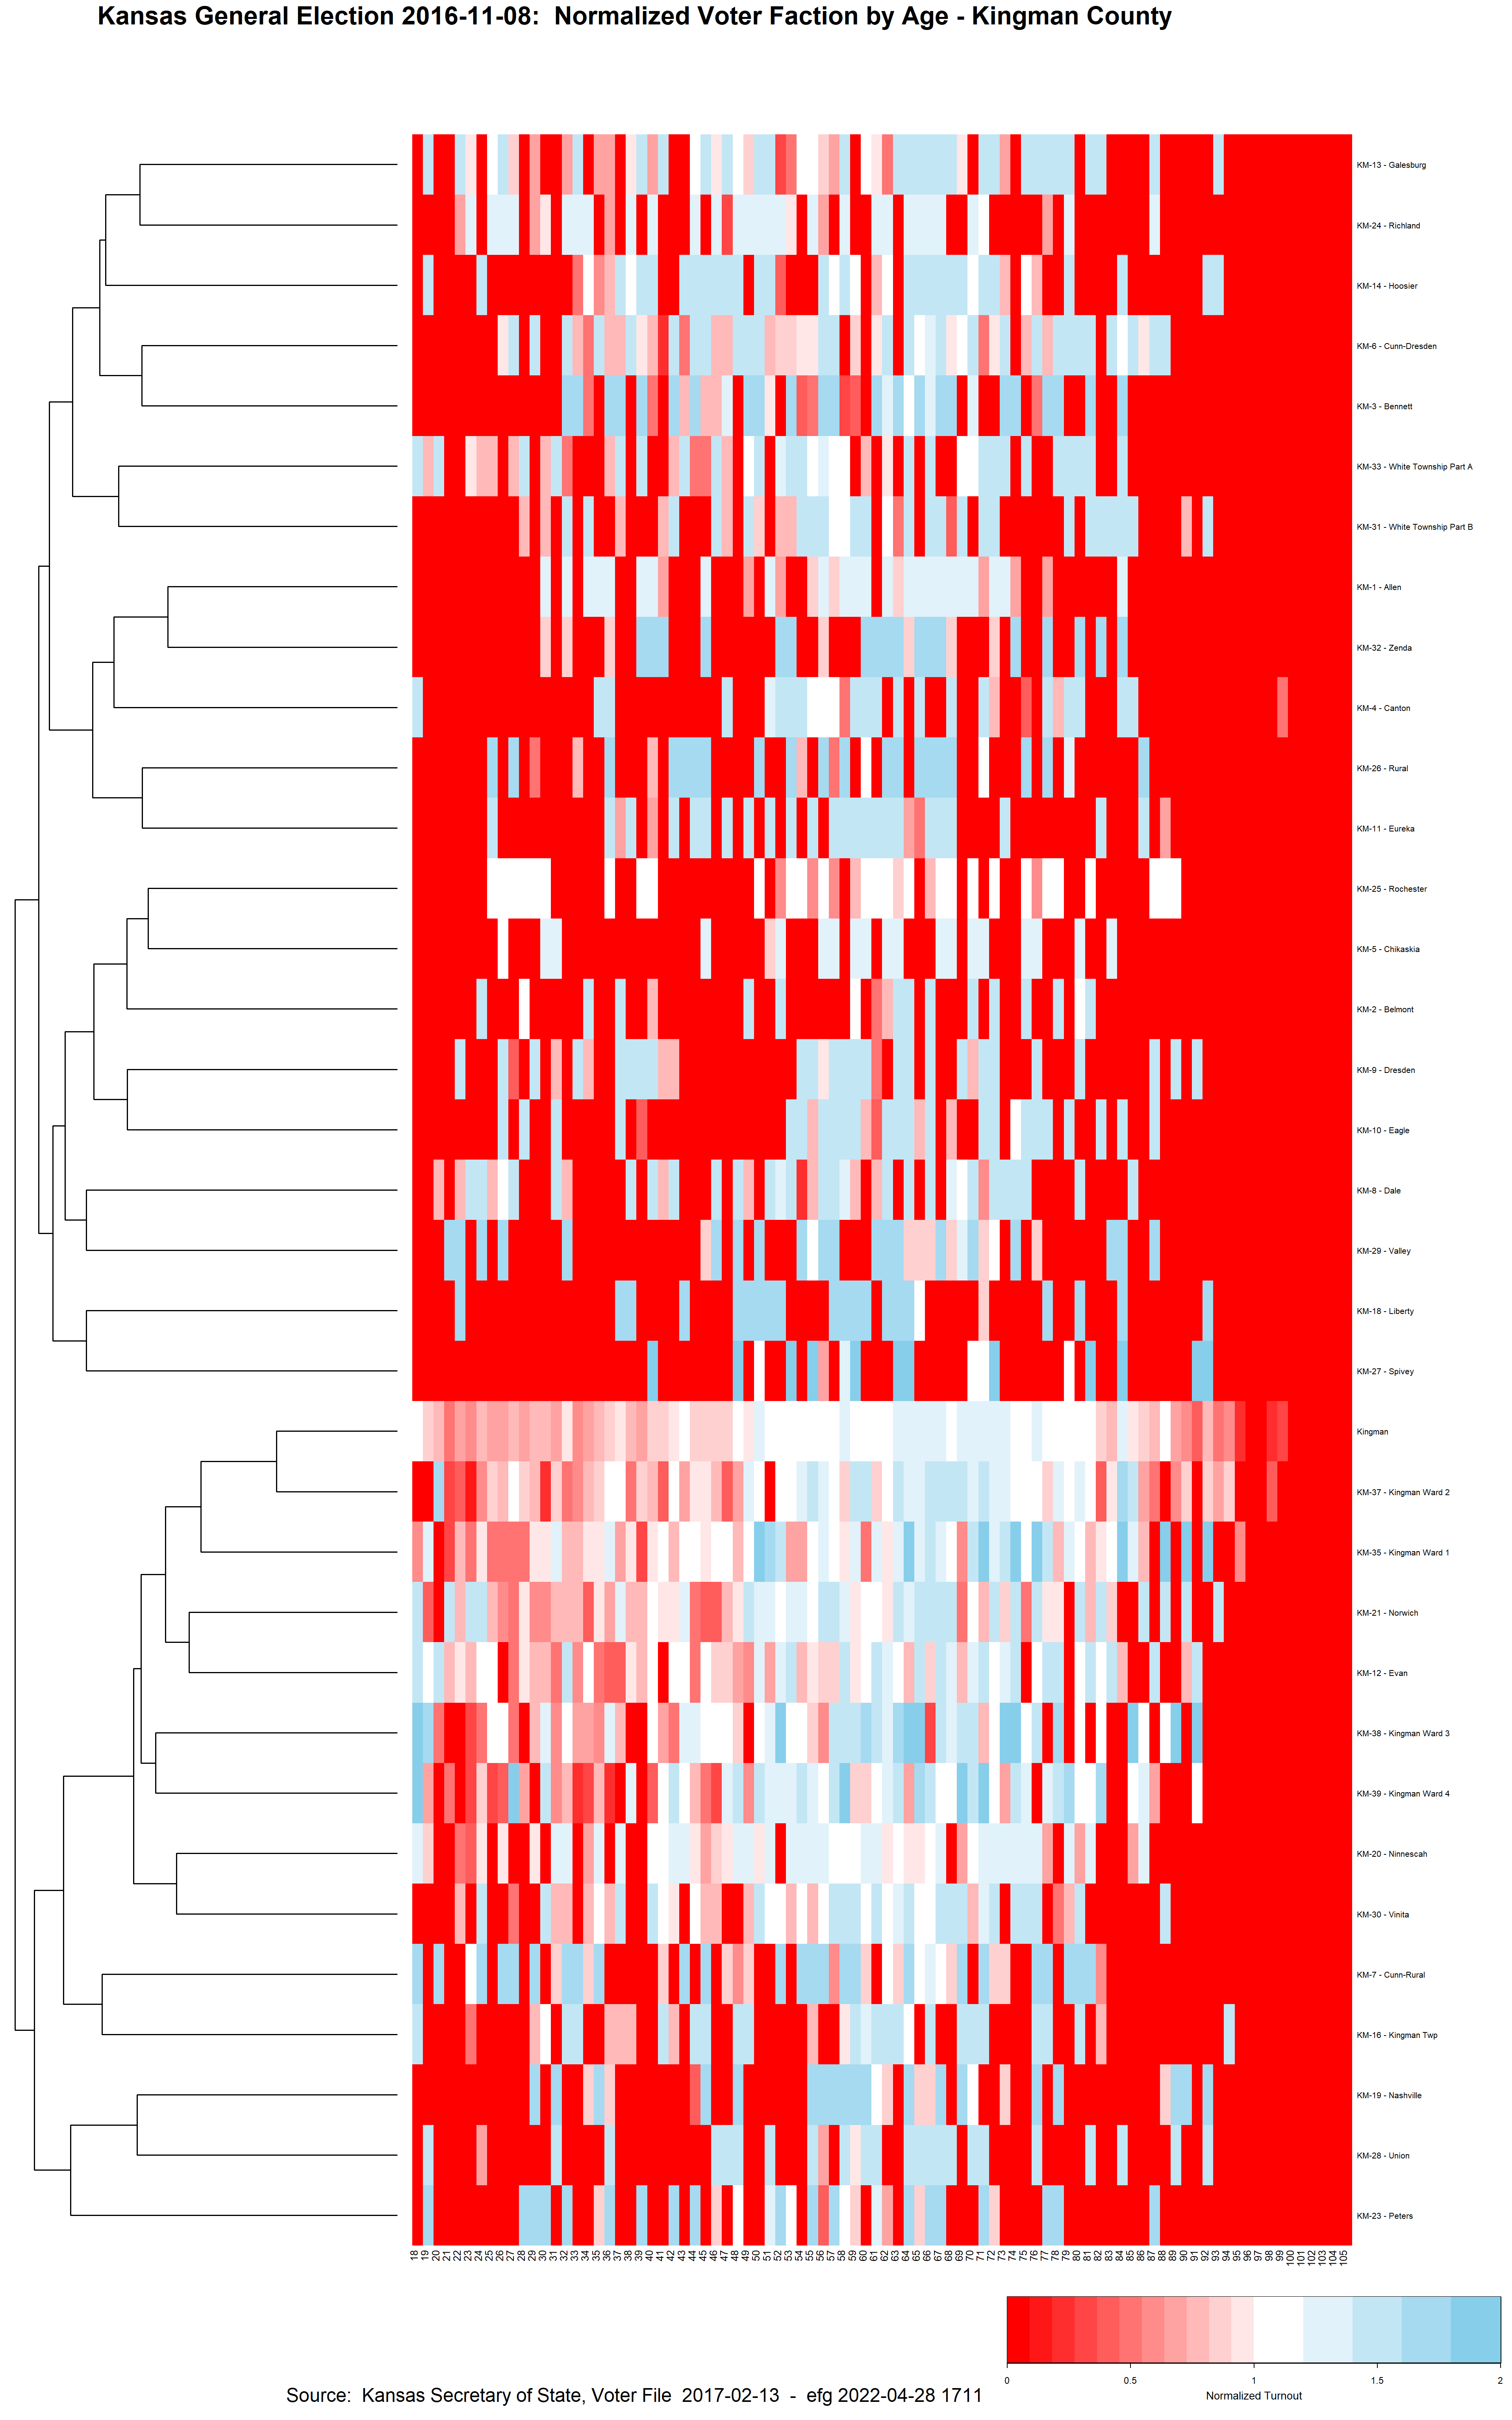 Kansas General Election 2016-11-08:  Normalized Voter Faction by Age - Kingman County
KM-13 - Galesburg
KM-24 - Richland
KM-14 - Hoosier
KM-6 - Cunn-Dresden
KM-3 - Bennett
KM-33 - White Township Part A
KM-31 - White Township Part B
KM-1 - Allen
KM-32 - Zenda
KM-4 - Canton
KM-26 - Rural
KM-11 - Eureka
KM-25 - Rochester
KM-5 - Chikaskia
KM-2 - Belmont
KM-9 - Dresden
KM-10 - Eagle
KM-8 - Dale
KM-29 - Valley
KM-18 - Liberty
KM-27 - Spivey
Kingman
KM-37 - Kingman Ward 2
KM-35 - Kingman Ward 1
KM-21 - Norwich
KM-12 - Evan
KM-38 - Kingman Ward 3
KM-39 - Kingman Ward 4
KM-20 - Ninnescah
KM-30 - Vinita
KM-7 - Cunn-Rural
KM-16 - Kingman Twp
KM-19 - Nashville
KM-28 - Union
KM-23 - Peters
18 19 20 21 22 23 24 25 26 27 28 29 30 31 32 33 34 35 36 37 38 39 40 41 42 43 44 45 46 47 48 49 50 51 52 53 54 55 56 57 58 59 60 61 62 63 64 65 66 67 68 69 70 71 72 73 74 75 76 77 78 79 80 81 82 83 84 85 86 87 88 89 90 91 92 93 94 95 96 97 98 99 100 101 102 103 104 105
0 0.5 1 1.5 2
Normalized Turnout
Source:  Kansas Secretary of State, Voter File  2017-02-13  -  efg 2022-04-28 1711